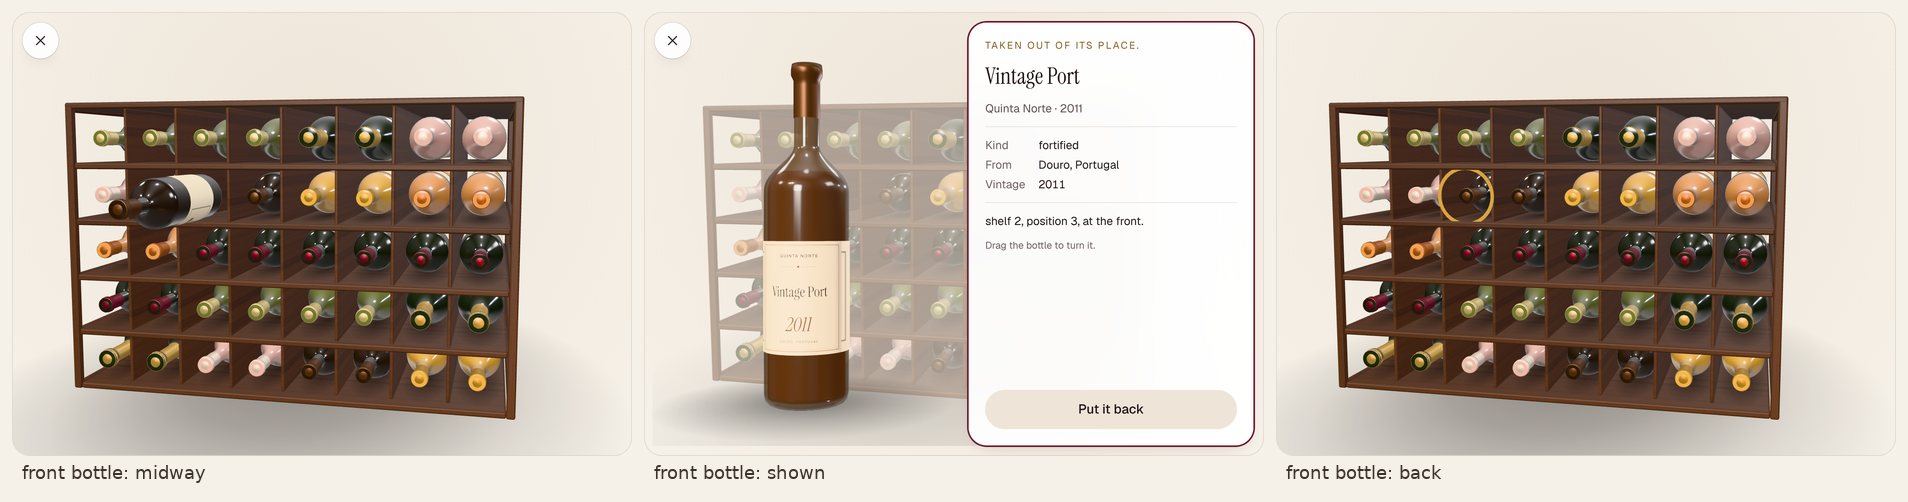 TAKEN OUT OF ITS PLACE.
Vintage Port
Quinta Norte · 2011
Kind fortified
From Douro, Portugal
Vintage 2011
shelf 2, position 3, at the front.
Drag the bottle to turn it.
Put it back
QUINTA NORTE
Vintage Port
2011
front bottle: midway
front bottle: shown
front bottle: back